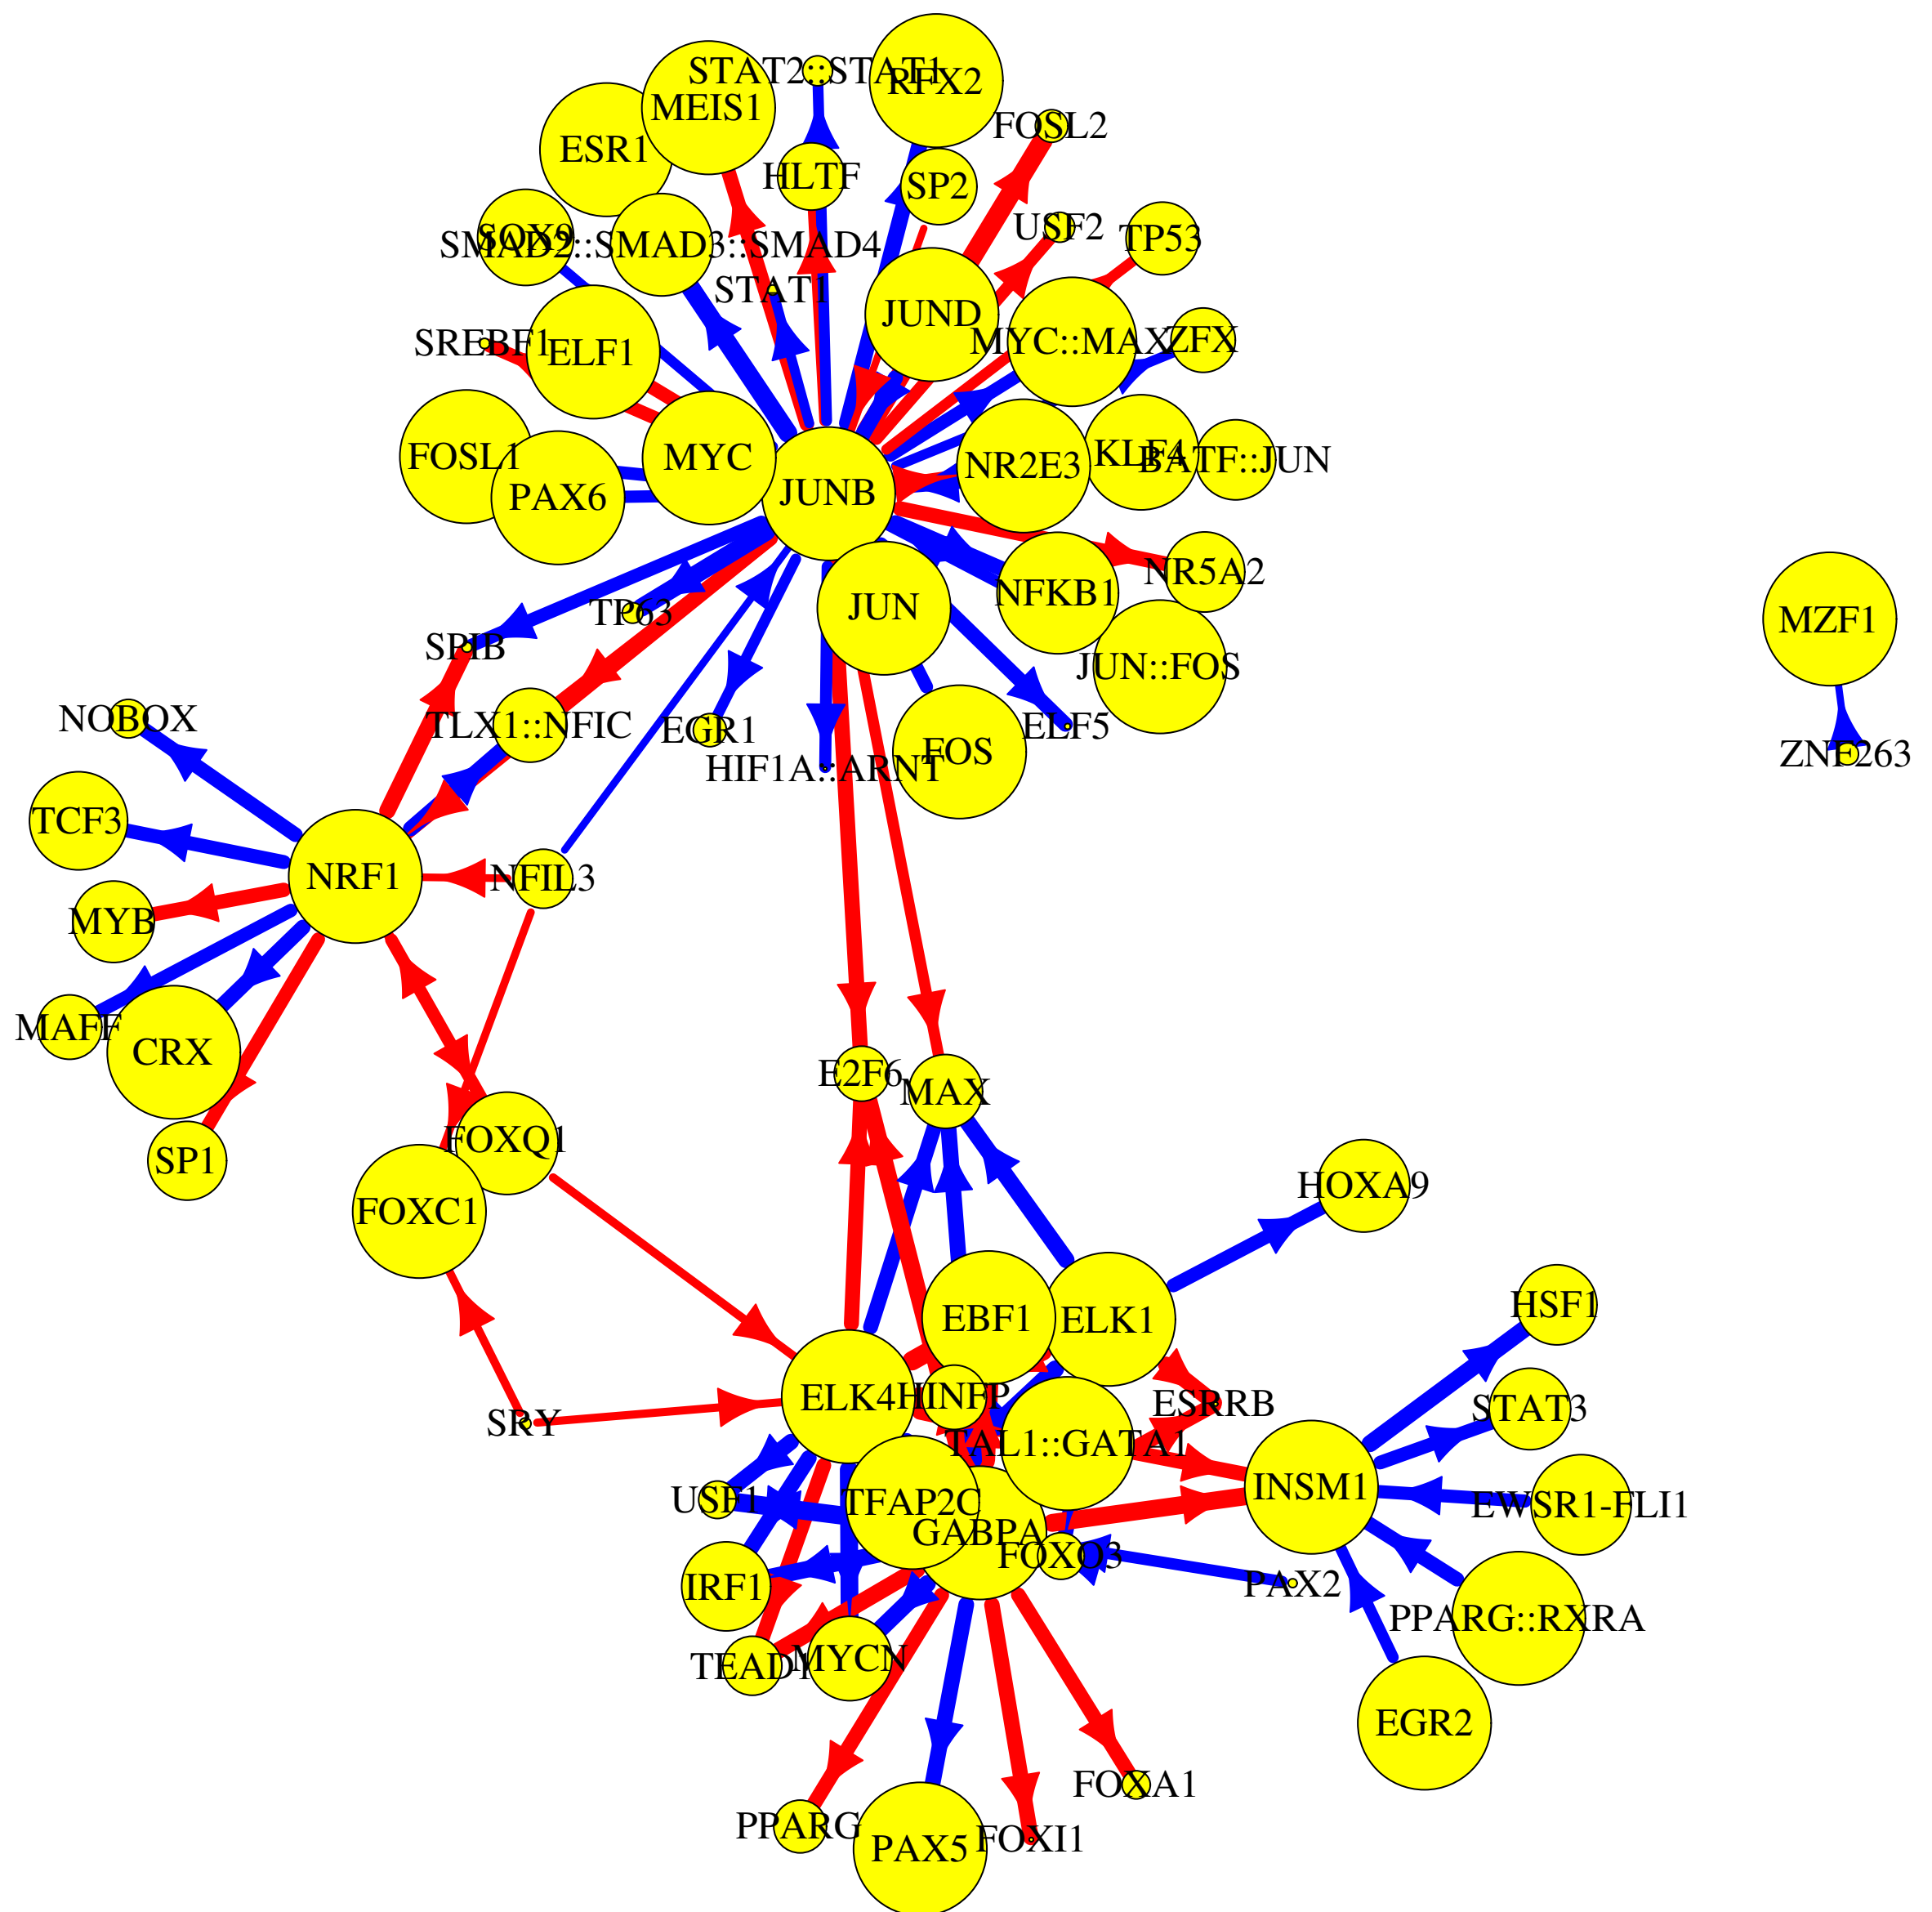 STAT2::STAT1
RFX2
MEIS1
ESR1
FOSL2
HLTF
SP2
SOX9
SMAD2::SMAD3::SMAD4
USF2
TP53
STAT1
JUND
SREBF1
ELF1
MYC::MAX
ZFX
FOSL1
MYC
NR2E3
KLF4
BATF::JUN
PAX6
JUNB
NR5A2
NFKB1
TP63
JUN
MZF1
SPIB
JUN::FOS
NOBOX
TLX1::NFIC
EGR1
ELF5
FOS
ZNF263
HIF1A::ARNT
TCF3
NRF1
NFIL3
MYB
MAFF
CRX
E2F6
MAX
FOXQ1
SP1
HOXA9
FOXC1
HSF1
EBF1
ELK1
ELK4
HINFP
ESRRB
STAT3
SRY
TAL1::GATA1
INSM1
USF1
TFAP2C
EWSR1-FLI1
GABPA
FOXO3
IRF1
PAX2
PPARG::RXRA
TEAD1
MYCN
EGR2
FOXA1
PPARG
PAX5
FOXI1